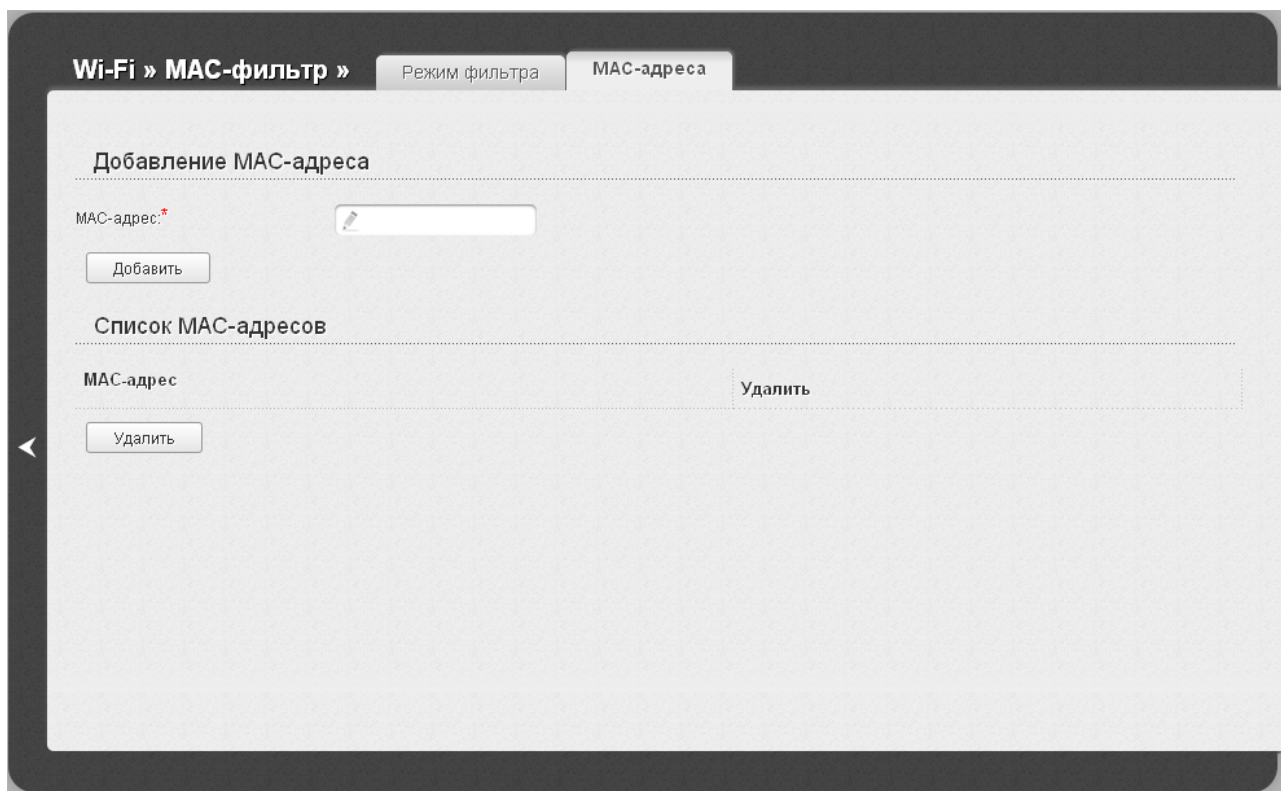 Wi-Fi » MAC-фильтр » Режим фильтра MAC-адреса
Добавление MAC-адреса
MAC-адрес:*
Добавить
Список MAC-адресов
MAC-адрес Удалить
Удалить